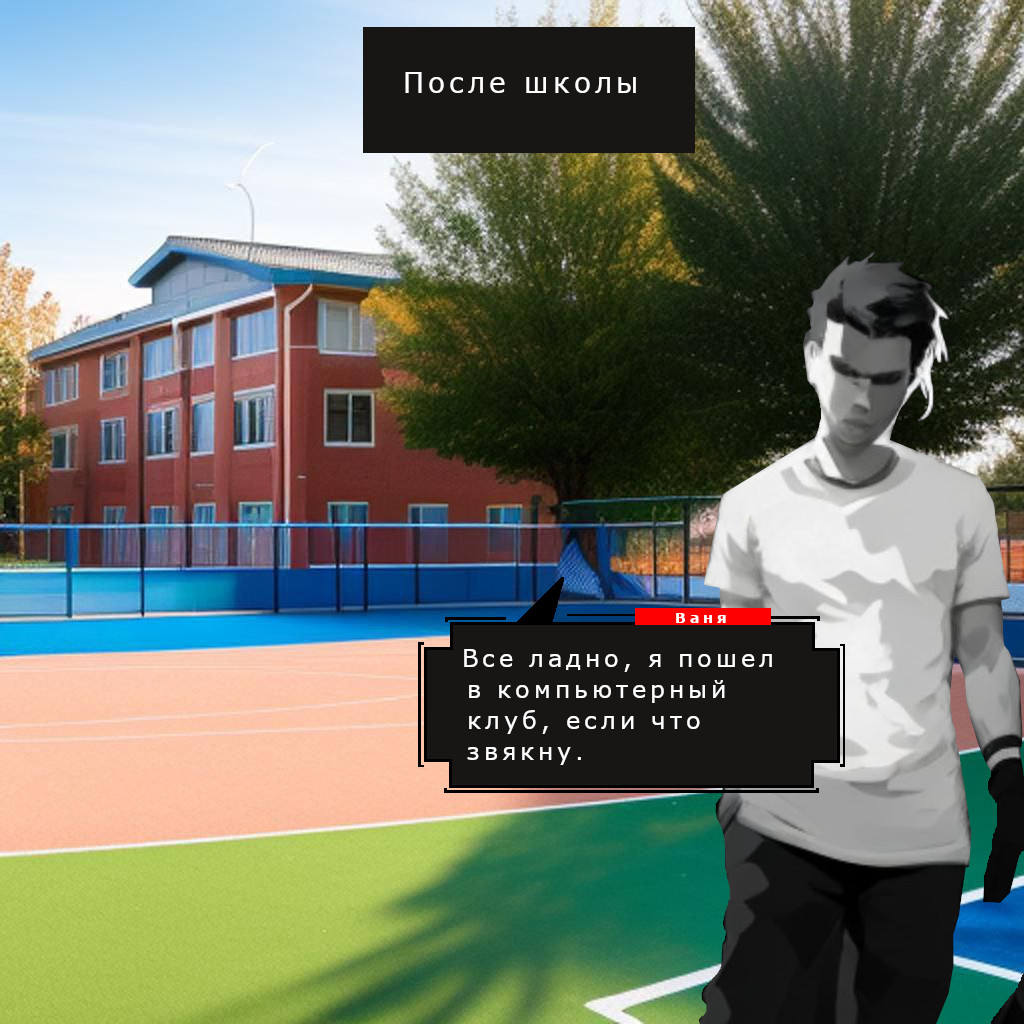 После школы
Ваня
Все ладно, я пошел
в компьютерный
клуб, если что
звякну.